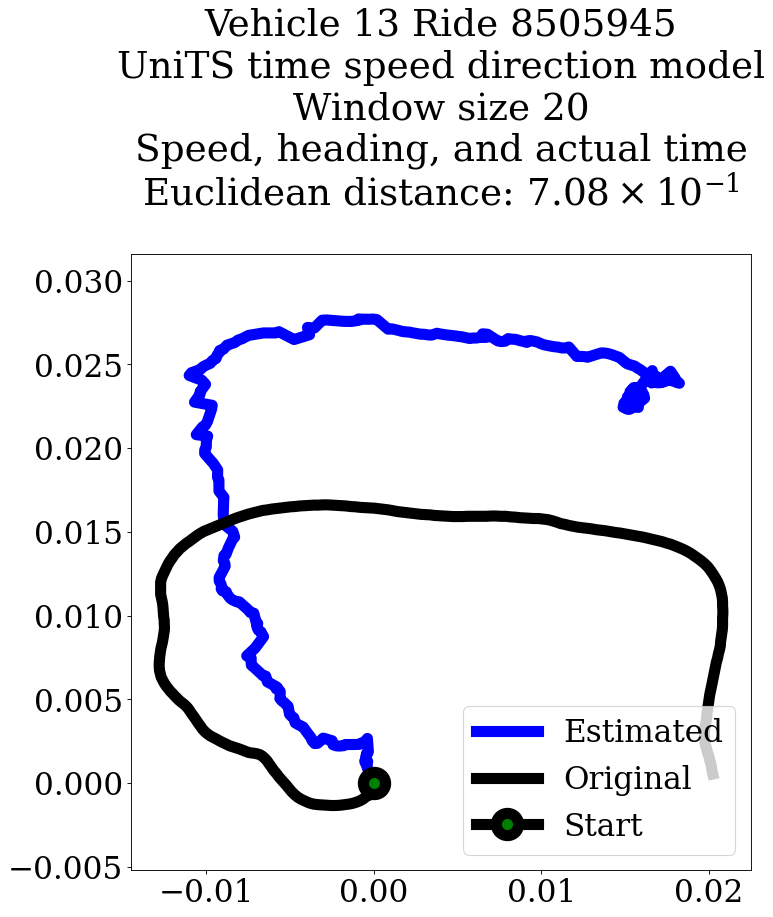 Vehicle 13 Ride 8505945
UniTS time speed direction model
Window size 20
Speed, heading, and actual time
Euclidean distance: 7.08 × 10⁻¹
0.030
0.025
0.020
0.015
0.010
0.005
0.000
−0.005
−0.01
0.00
0.01
0.02
Estimated
Original
Start